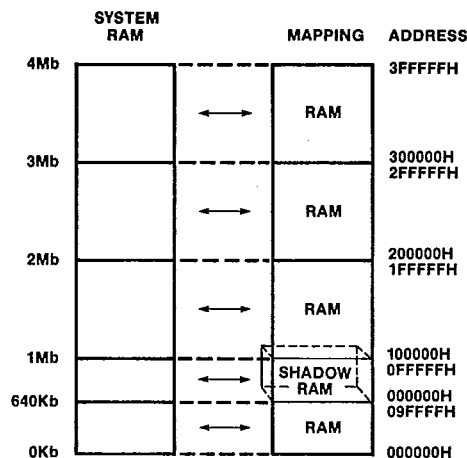 SYSTEM
RAM
MAPPING
ADDRESS
4Mb
3FFFFFH
RAM
3Mb
300000H
2FFFFFH
RAM
2Mb
200000H
1FFFFFH
RAM
1Mb
100000H
0FFFFFH
SHADOW
RAM
640Kb
000000H
09FFFFH
RAM
0Kb
000000H